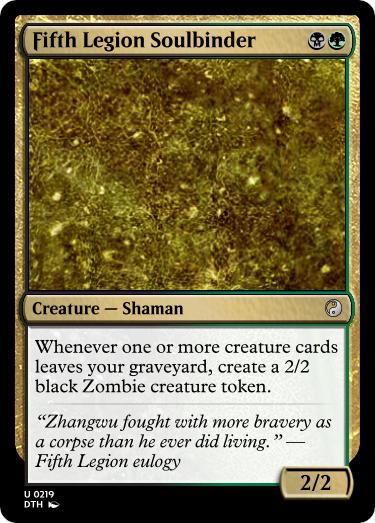 Fifth Legion Soulbinder
Creature — Shaman
Whenever one or more creature cards
leaves your graveyard, create a 2/2
black Zombie creature token.
“Zhangwu fought with more bravery as
a corpse than he ever did living.” —
Fifth Legion eulogy
2/2
U 0219
DTH